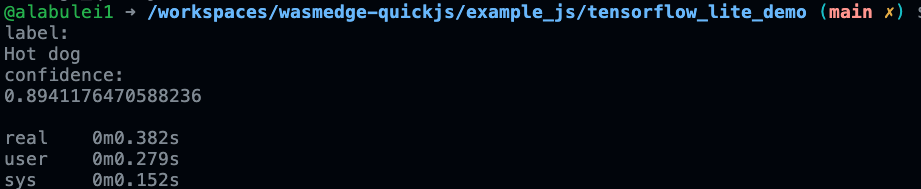 @alabulei1 → /workspaces/wasmedge-quickjs/example_js/tensorflow_lite_demo (main ✗)
label:
Hot dog
confidence:
0.8941176470588236
real 0m0.382s
user 0m0.279s
sys 0m0.152s